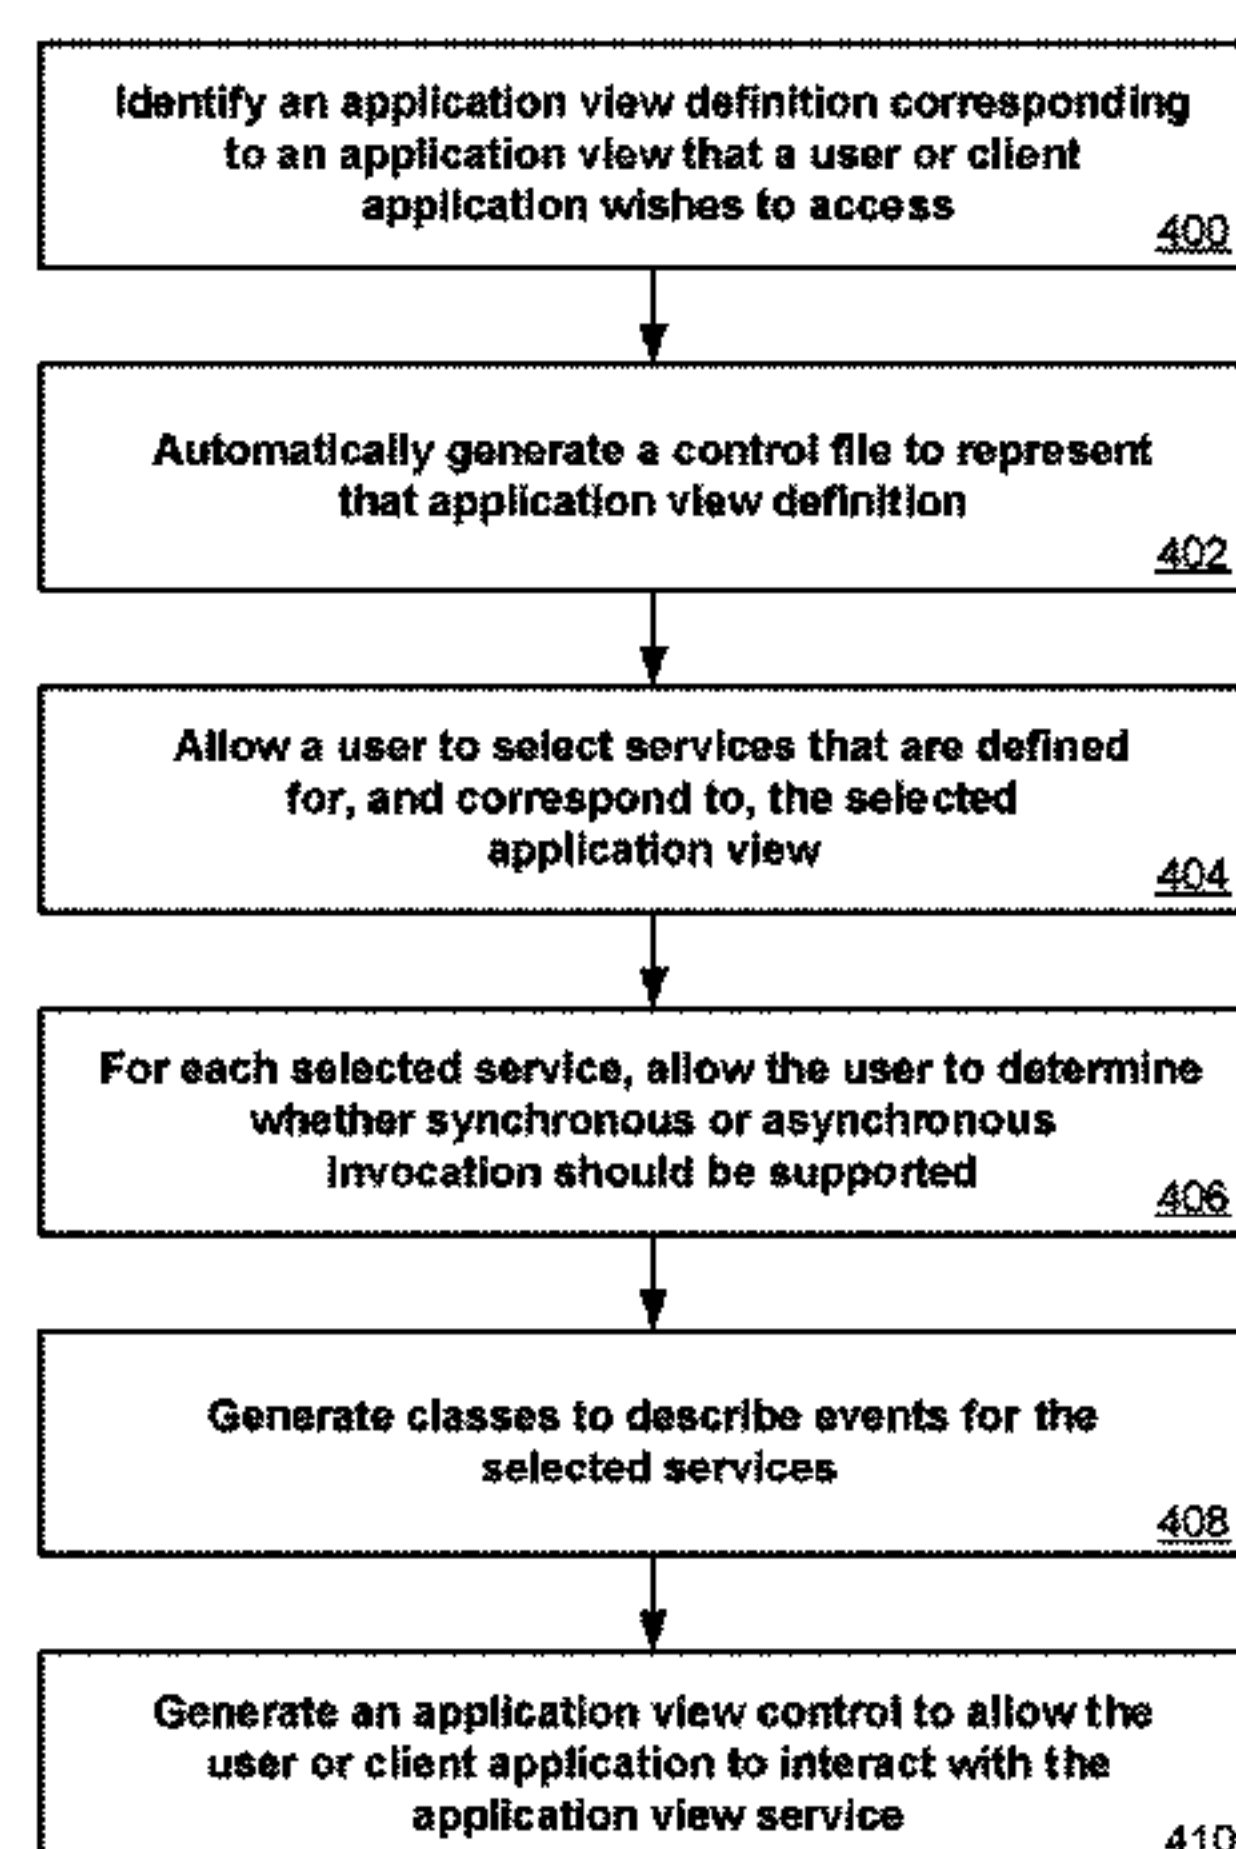 Identify an application view definition corresponding
to an application view that a user or client
application wishes to access
400
Automatically generate a control file to represent
that application view definition
402
Allow a user to select services that are defined
for, and correspond to, the selected
application view
404
For each selected service, allow the user to determine
whether synchronous or asynchronous
invocation should be supported
406
Generate classes to describe events for the
selected services
408
Generate an application view control to allow the
user or client application to interact with the
application view service
410